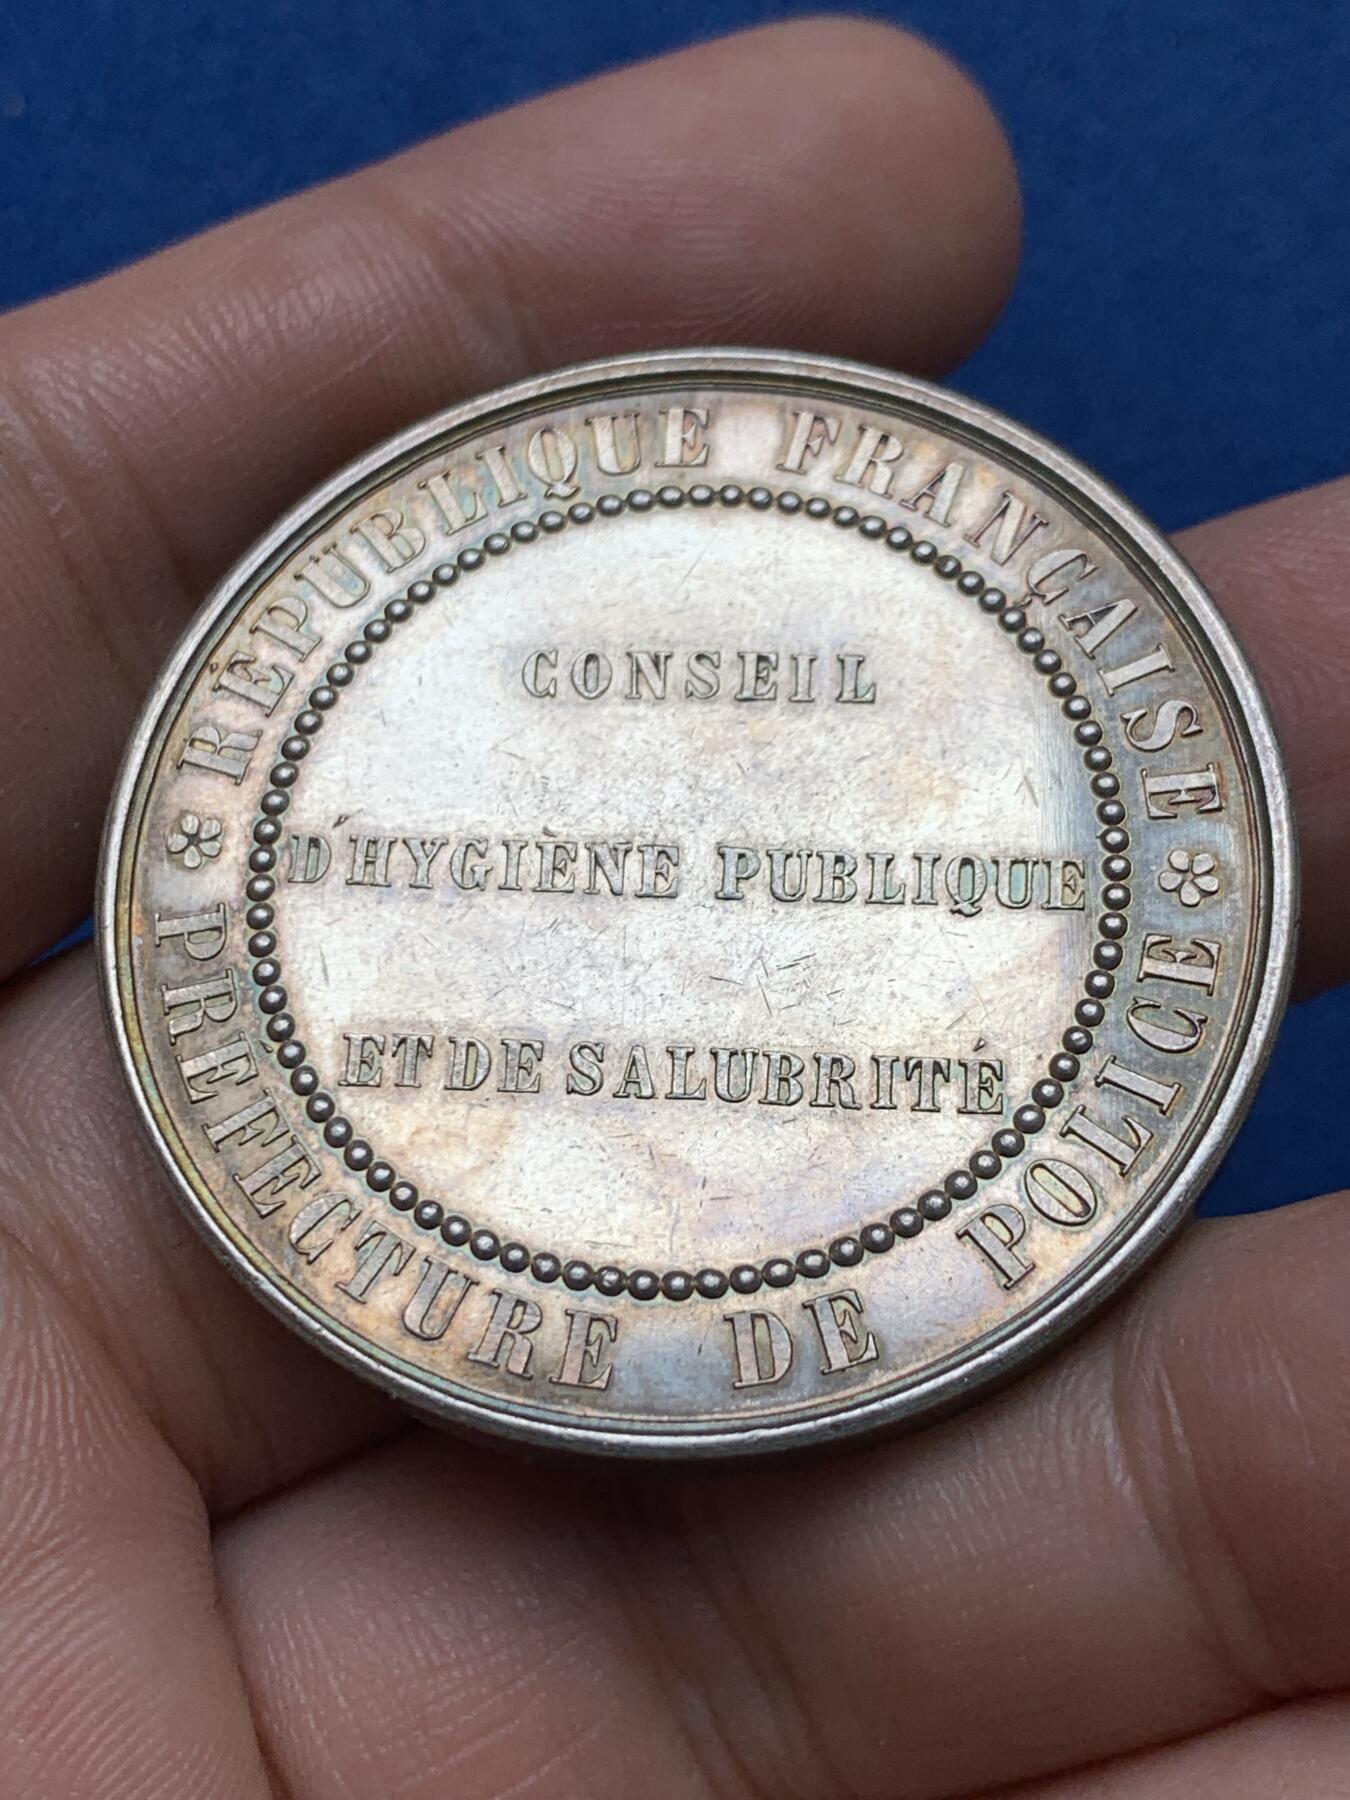 RÉPUBLIQUE FRANÇAISE
CONSEIL
D'HYGIÈNE PUBLIQUE
ET DE SALUBRITÉ
PRÉFECTURE DE POLICE